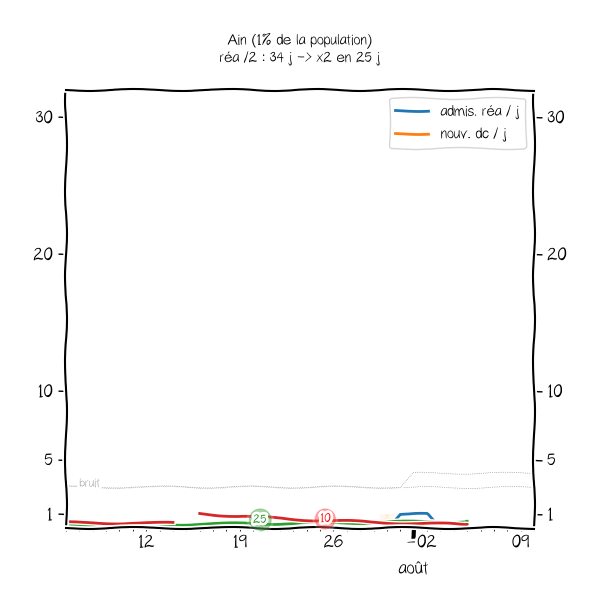 Ain (1% de la population)
réa /2 : 34 j -> x2 en 25 j
admis. réa / j
nouv. dc / j
30
30
20
20
10
10
5
5
bruit
1
1
25
10
12
19
26
-02
09
août